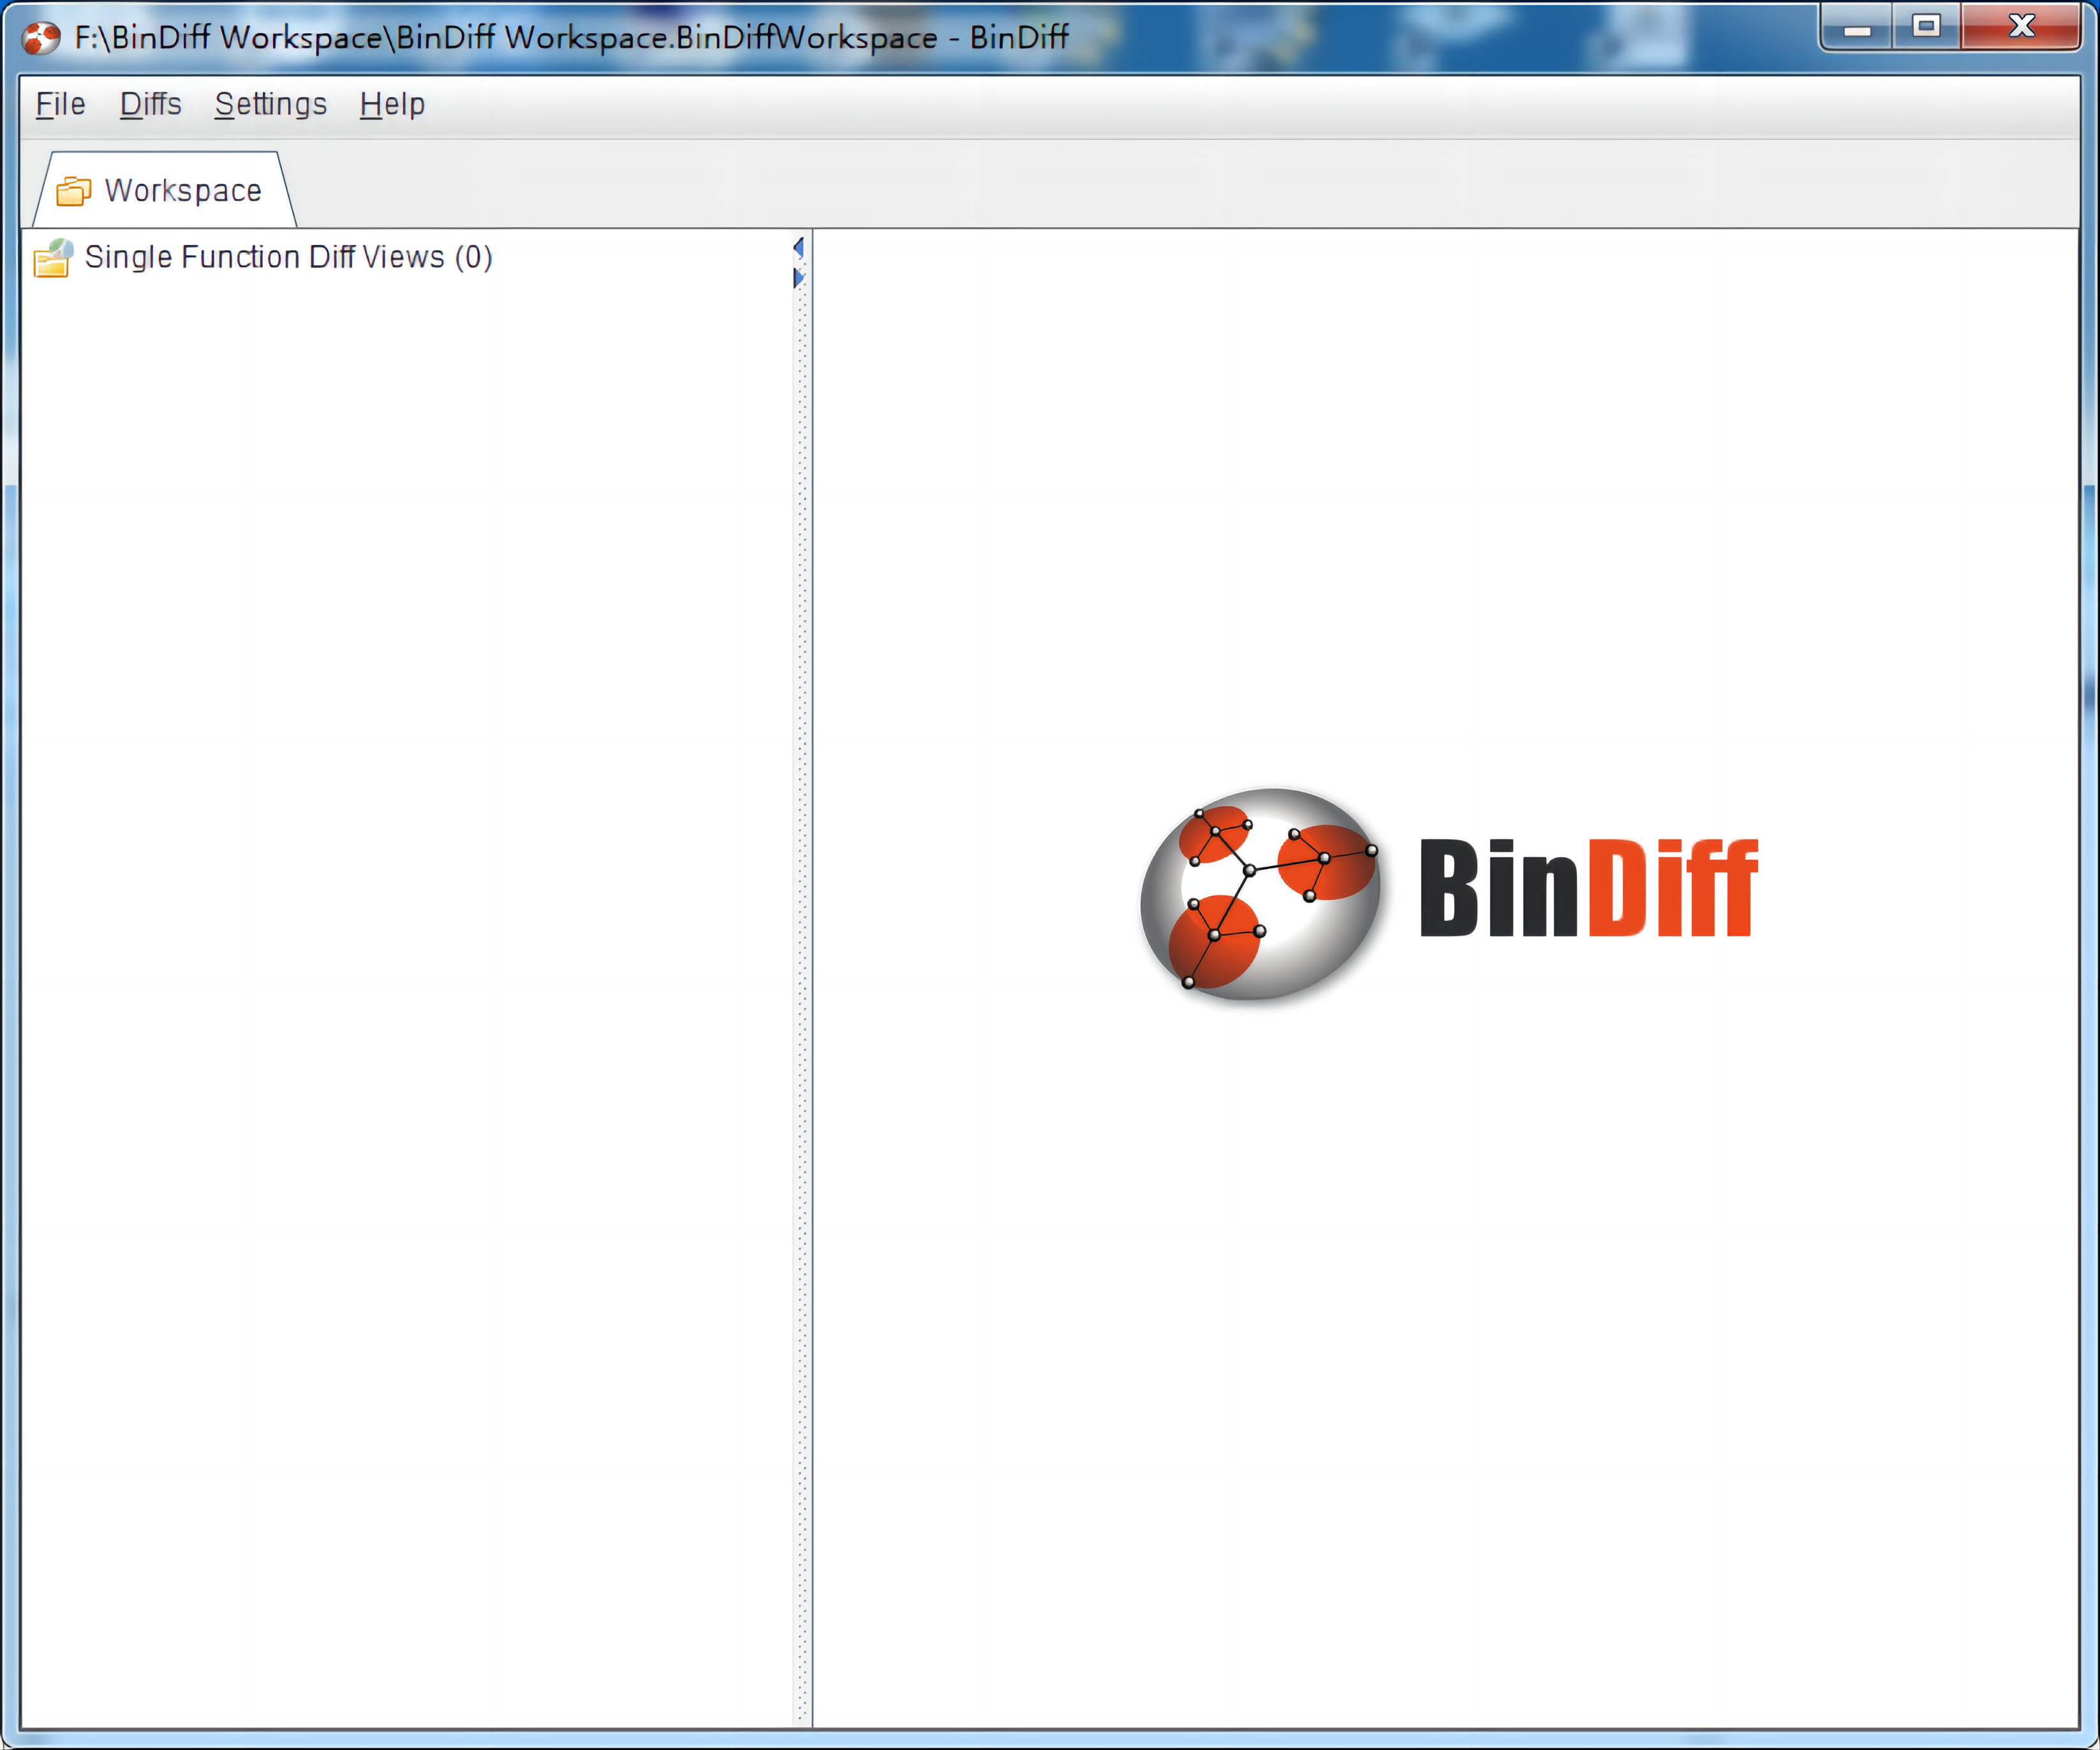 F:\BinDiff Workspace\BinDiff Workspace.BinDiffWorkspace - BinDiff
File Diffs Settings Help
Workspace
Single Function Diff Views (0)
BinDiff